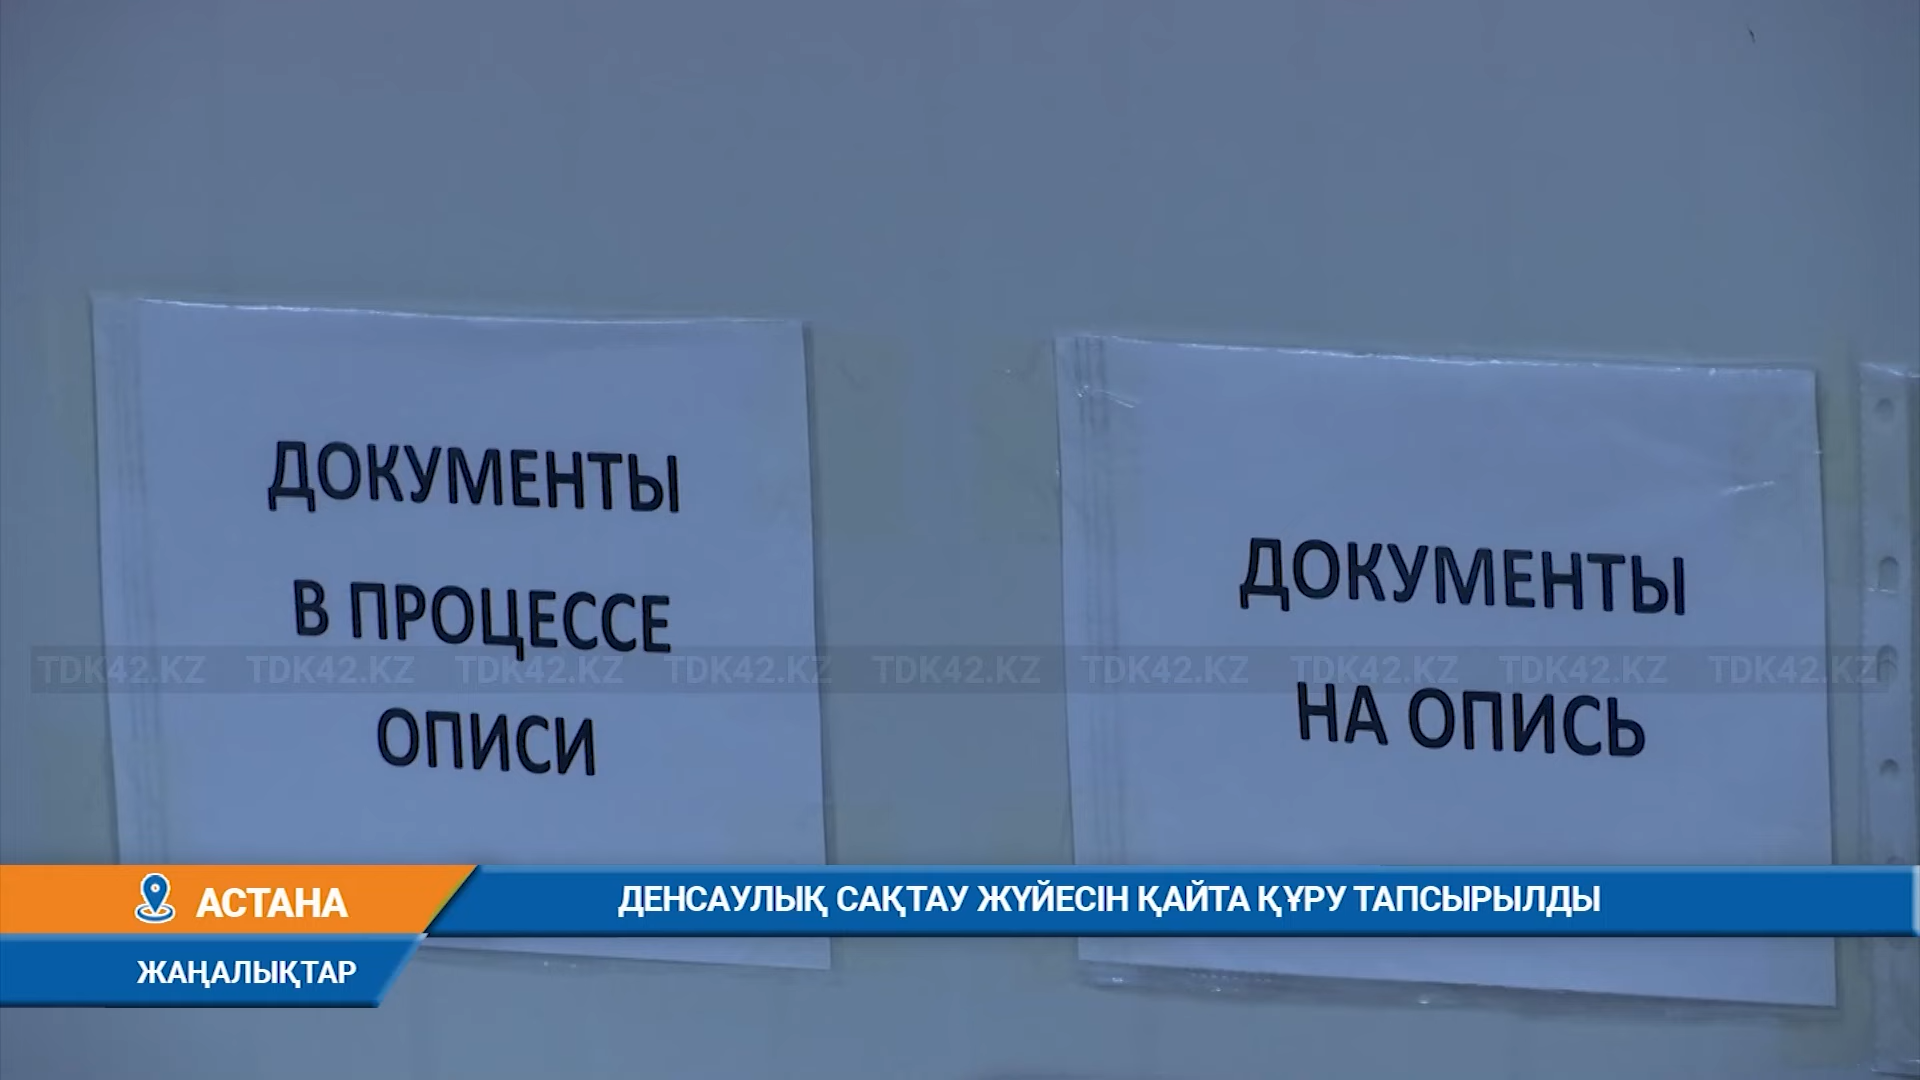 ДОКУМЕНТЫ
В ПРОЦЕССЕ
ОПИСИ
ДОКУМЕНТЫ
НА ОПИСЬ
TDK42.KZ TDK42.KZ TDK42.KZ TDK42.KZ TDK42.KZ TDK42.KZ TDK42.KZ TDK42.KZ TDK42.KZ
АСТАНА
ДЕНСАУЛЫҚ САҚТАУ ЖҮЙЕСІН ҚАЙТА ҚҰРУ ТАПСЫРЫЛДЫ
ЖАҢАЛЫҚТАР